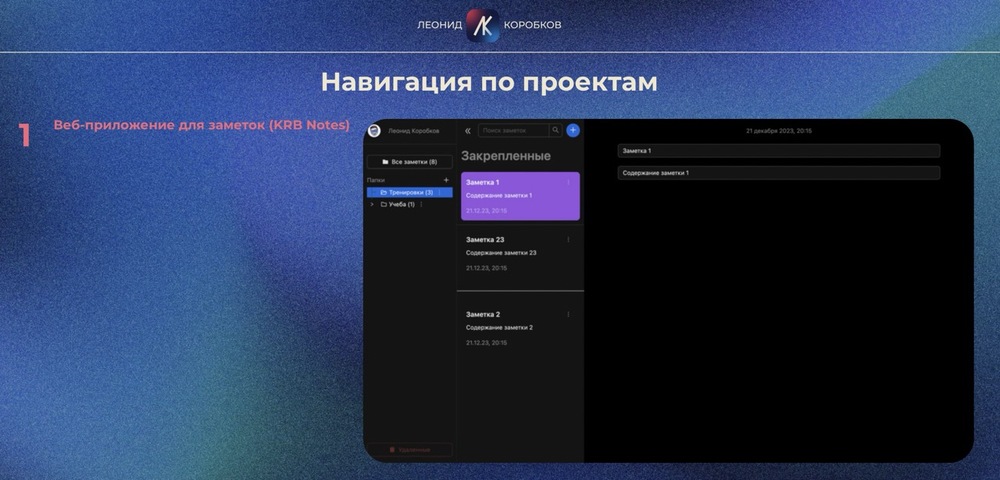 ЛЕОНИД КОРОБКОВ
Навигация по проектам
1
Веб-приложение для заметок (KRB Notes)
Леонид Коробков
Все заметки (8)
Папки
Тренировки (3)
Учеба (1)
Удаленные
Поиск заметок
Закрепленные
Заметка 1
Содержание заметки 1
21.12.23, 20:15
Заметка 23
Содержание заметки 23
21.12.23, 20:15
Заметка 2
Содержание заметки 2
21.12.23, 20:15
21 декабря 2023, 20:15
Заметка 1
Содержание заметки 1